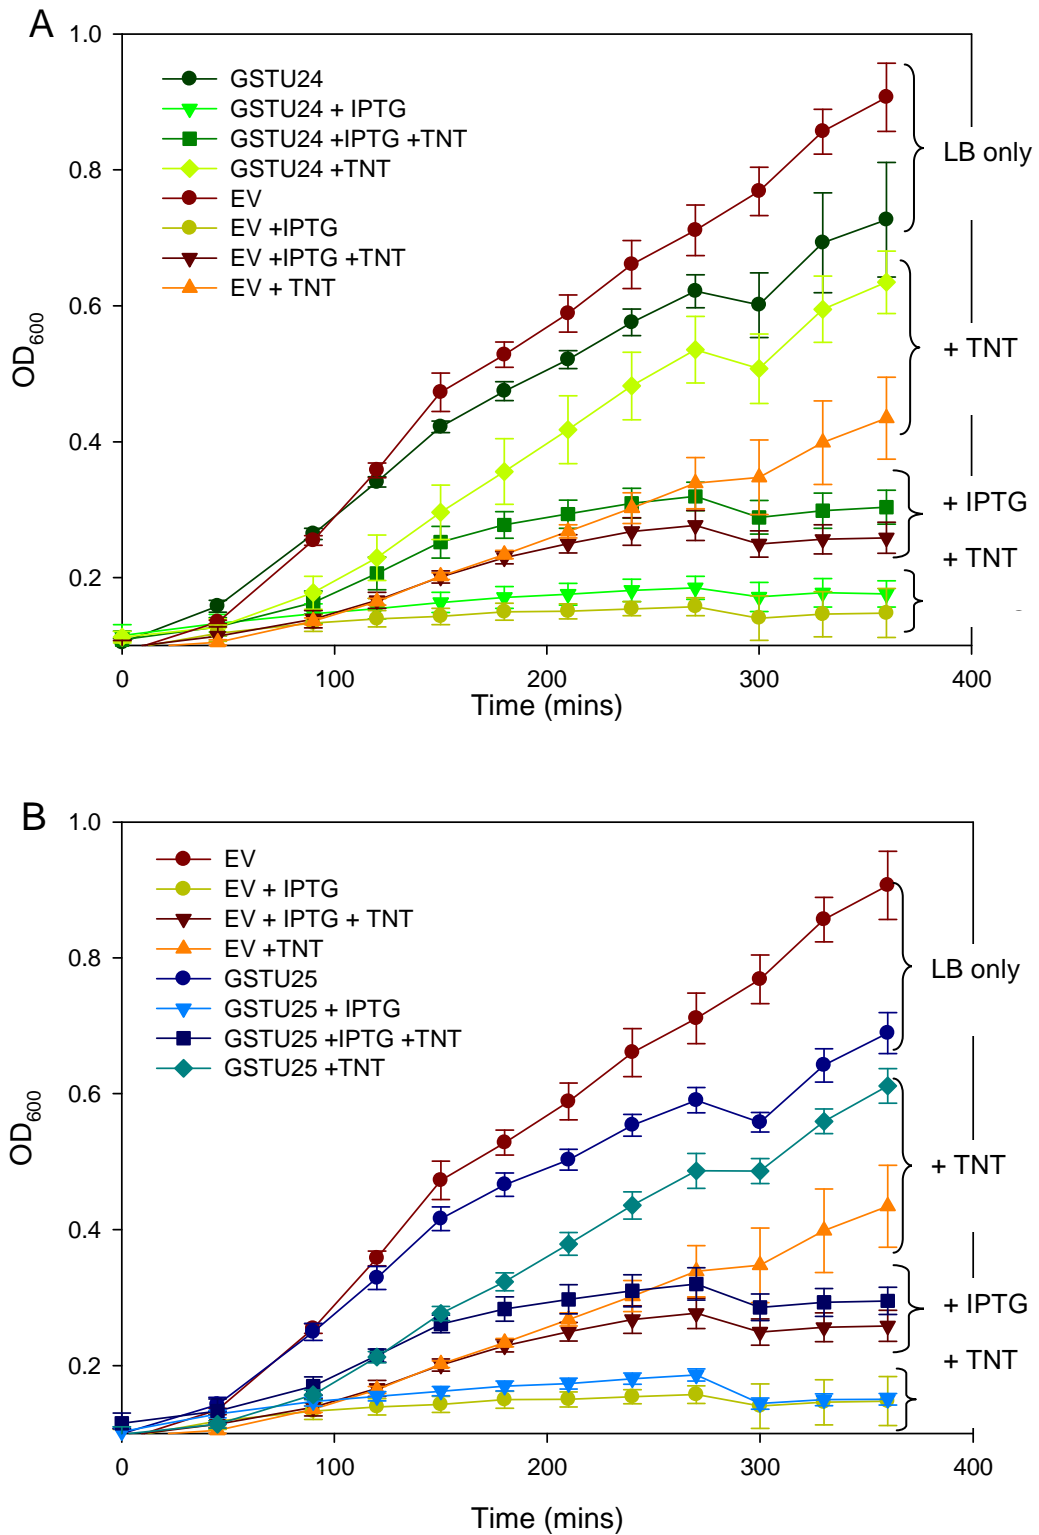 A
1.0
GSTU24
GSTU24 + IPTG
GSTU24 +IPTG +TNT
GSTU24 +TNT
EV
EV +IPTG
EV +IPTG +TNT
EV + TNT
LB only
0.8
0.6
+ TNT
OD600
0.4
+ IPTG
+ TNT
0.2
0 100 200 300 400
Time (mins)
B
1.0
EV
EV + IPTG
EV + IPTG + TNT
EV +TNT
GSTU25
GSTU25 + IPTG
GSTU25 +IPTG +TNT
GSTU25 +TNT
LB only
0.8
0.6
+ TNT
OD600
0.4
+ IPTG
+ TNT
0.2
0 100 200 300 400
Time (mins)